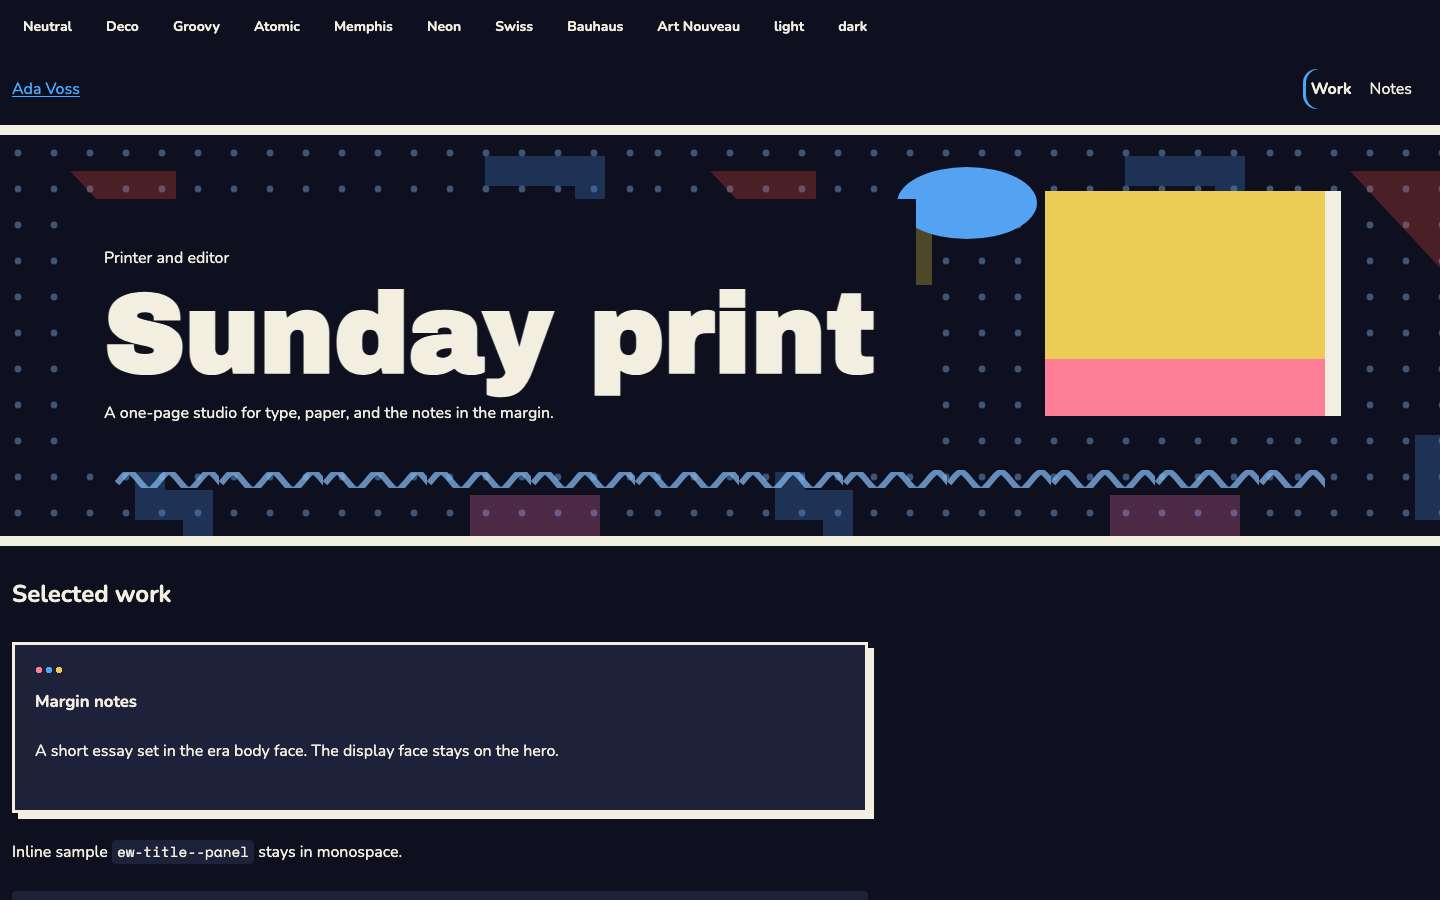 Neutral Deco Groovy Atomic Memphis Neon Swiss Bauhaus Art Nouveau light dark
Ada Voss Work Notes
Printer and editor
Sunday print
A one-page studio for type, paper, and the notes in the margin.
Selected work
Margin notes
A short essay set in the era body face. The display face stays on the hero.
Inline sample ew-title--panel stays in monospace.